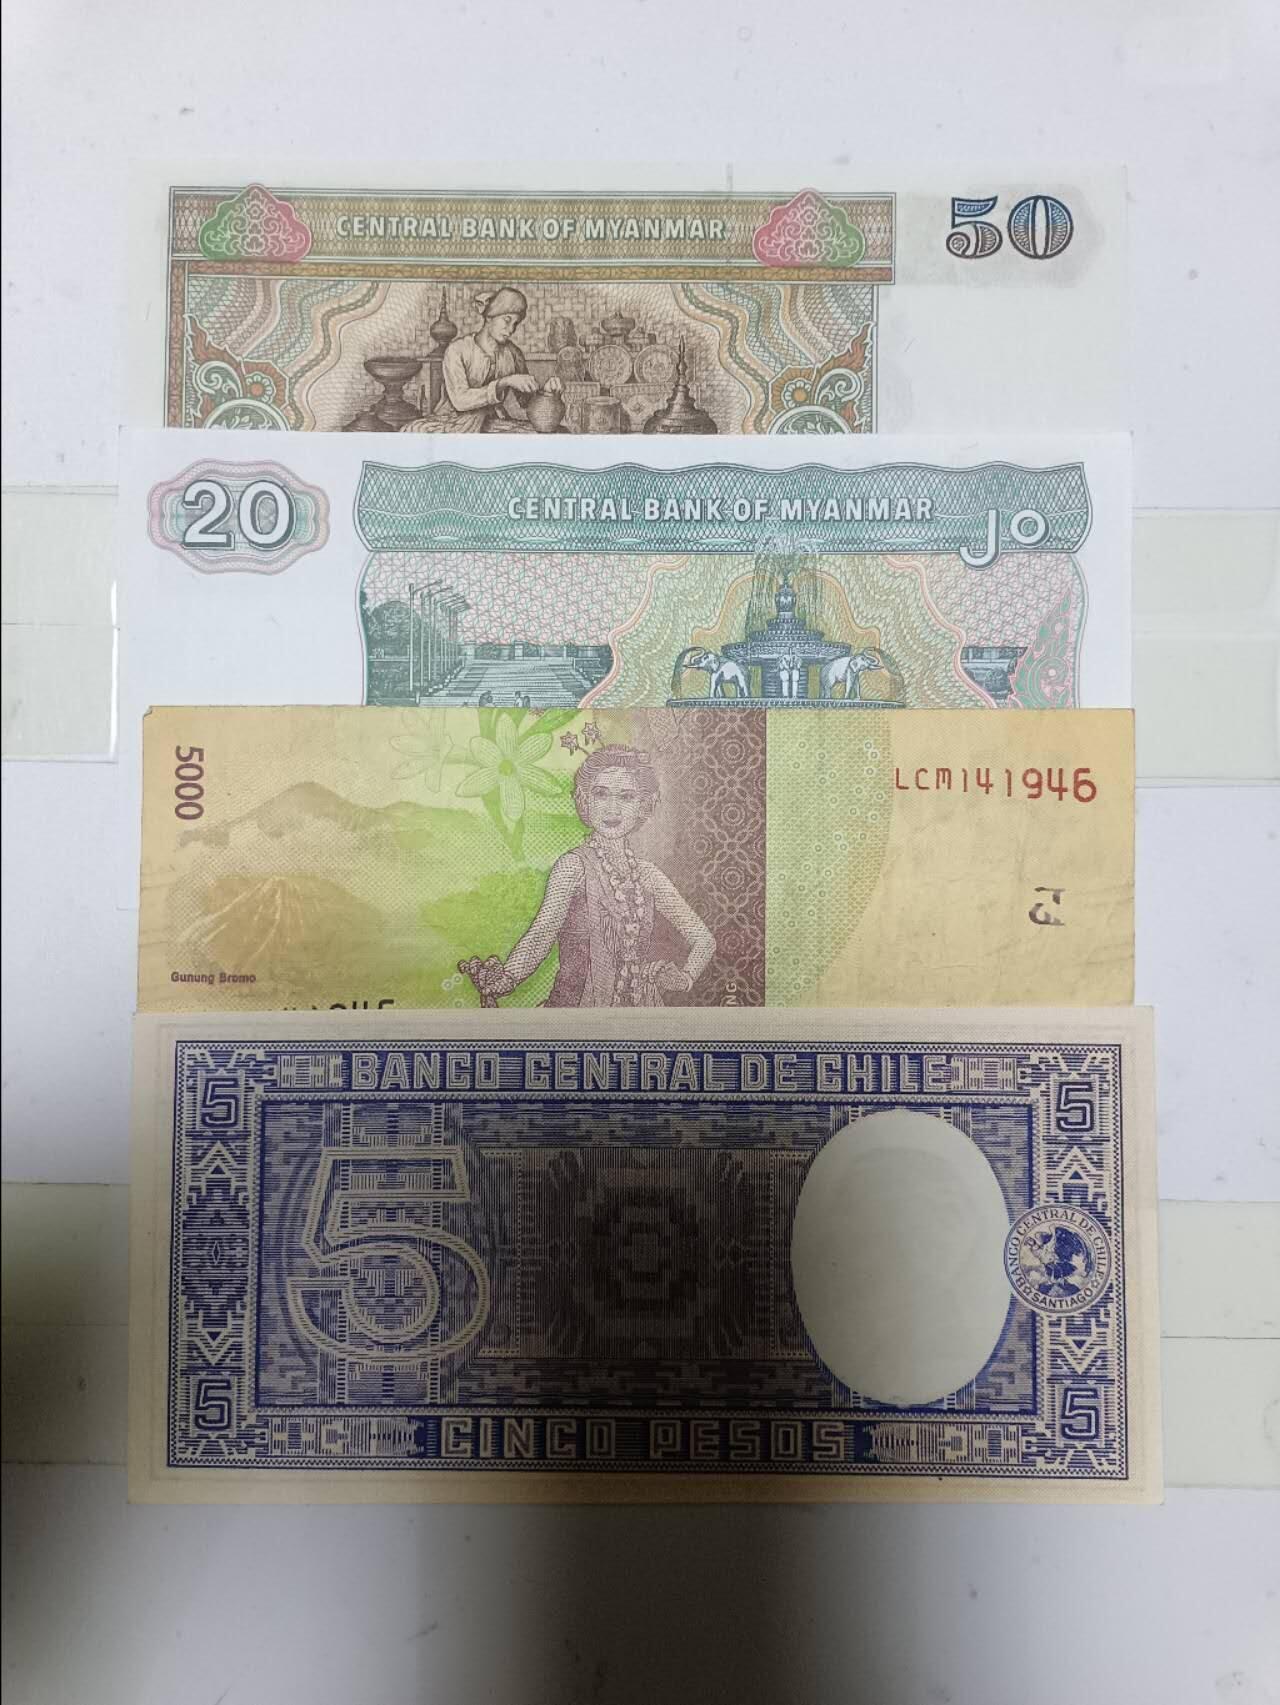 CENTRAL BANK OF MYANMAR
50
20
CENTRAL BANK OF MYANMAR
၂၀
5000
LCM141946
Gunung Bromo
BANCO CENTRAL DE CHILE
5
5
5
BANCO CENTRAL DE CHILE
SANTIAGO
5
5
CINCO PESOS